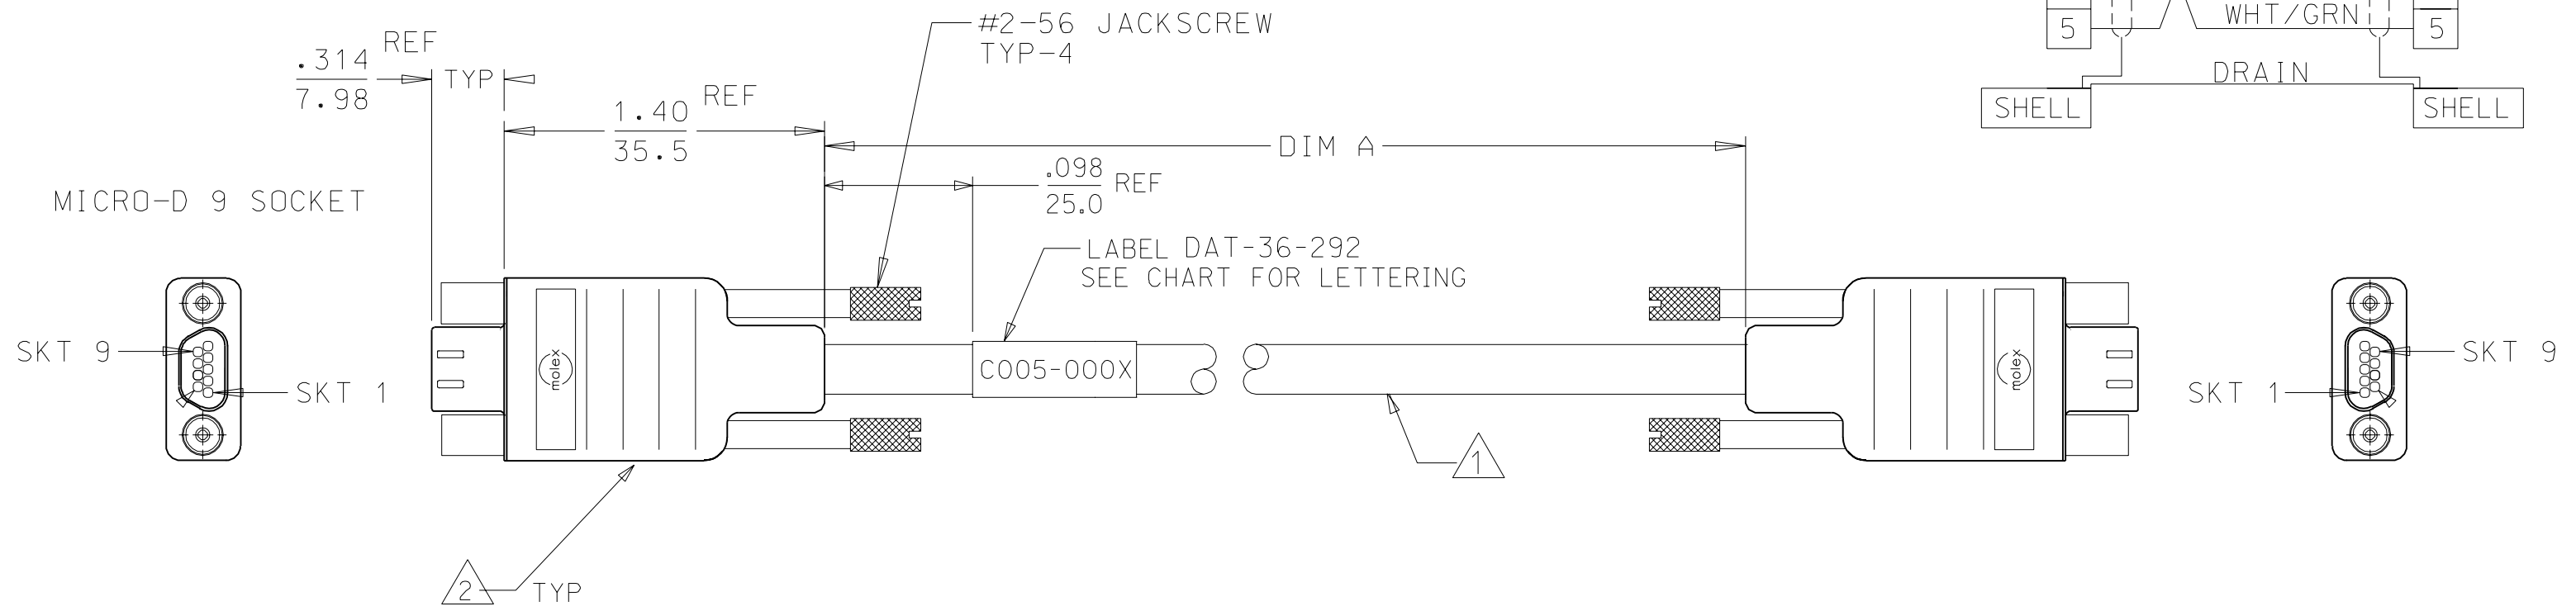 #2-56 JACKSCREW
TYP-4
.314
7.98
REF
TYP
1.40
35.5
REF
DIM A
.098
25.0
REF
MICRO-D 9 SOCKET
LABEL DAT-36-292
SEE CHART FOR LETTERING
SKT 9
SKT 1
molex
C005-000X
molex
SKT 1
SKT 9
1
2
TYP
5
WHT/GRN
5
DRAIN
SHELL
SHELL